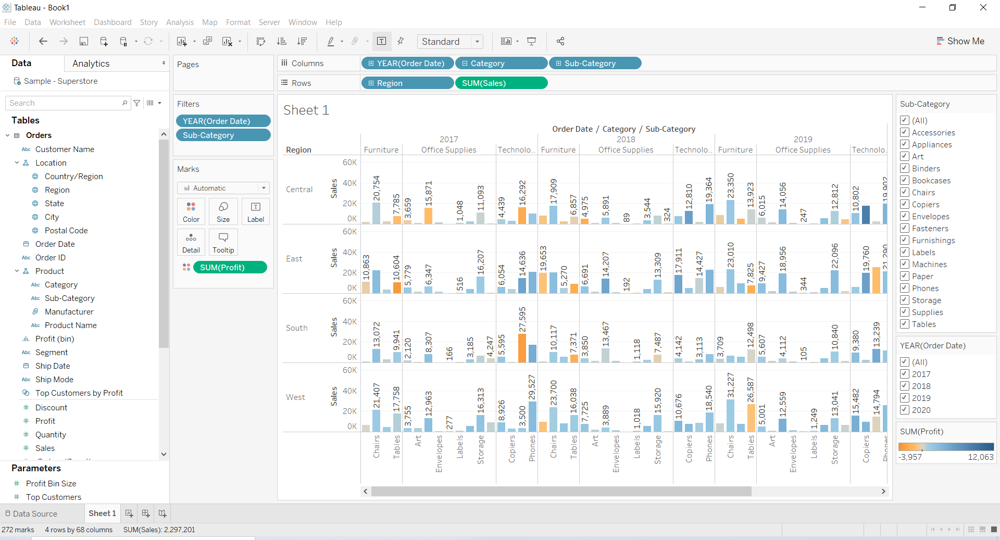 Tableau - Book1
File Data Worksheet Dashboard Story Analysis Map Format Server Window Help
Standard
Show Me
Data
Analytics
Sample - Superstore
Search
Tables
Orders
Abc Customer Name
Location
Country/Region
Region
State
City
Postal Code
Order Date
Abc Order ID
Product
Abc Category
Abc Sub-Category
Manufacturer
Abc Product Name
Profit (bin)
Abc Segment
Ship Date
Abc Ship Mode
Top Customers by Profit
# Discount
# Profit
# Quantity
# Sales
Parameters
# Profit Bin Size
# Top Customers
Pages
Filters
YEAR(Order Date)
Sub-Category
Marks
Automatic
Color
Size
Label
Detail
Tooltip
SUM(Profit)
Columns
YEAR(Order Date)
Category
Sub-Category
Rows
Region
SUM(Sales)
Sheet 1
Order Date / Category / Sub-Category
2017 2018 2019
Region
Furniture Office Supplies Technolo.. Furniture Office Supplies Technolo.. Furniture Office Supplies Technolo.
Central
Sales
60K
40K
20K
0K
20,754 7,785 3,659 15,871 1,048 11,093 4,439 16,292 17,909 6,857 4,975 5,891 89 3,544 324 12,810 19,364 23,350 13,923 6,015 14,056 247 12,812 10,802 19,902
East
Sales
60K
40K
20K
0K
10,863 10,604 5,779 6,347 516 16,207 6,054 14,636 19,653 5,270 6,691 14,207 192 13,309 17,911 14,427 23,010 7,825 9,427 18,956 344 22,096 19,760 21,290
South
Sales
60K
40K
20K
0K
13,072 9,941 2,120 8,307 166 3,185 4,247 5,595 27,595 10,117 7,371 3,850 13,467 1,118 7,487 4,142 3,113 3,709 12,498 5,607 4,112 105 10,840 9,380 13,239
West
Sales
60K
40K
20K
0K
21,407 17,758 3,755 12,963 277 16,313 8,926 3,500 29,527 23,700 16,038 7,725 3,889 1,018 15,920 10,676 18,540 31,227 26,587 5,001 12,559 1,249 13,041 15,482 14,794
Chairs Tables Art Envelopes Labels Storage Copiers Phones Chairs Tables Art Envelopes Labels Storage Copiers Phones Chairs Tables Art Envelopes Labels Storage Copiers Phones
Sub-Category
(All)
Accessories
Appliances
Art
Binders
Bookcases
Chairs
Copiers
Envelopes
Fasteners
Furnishings
Labels
Machines
Paper
Phones
Storage
Supplies
Tables
YEAR(Order Date)
(All)
2017
2018
2019
2020
SUM(Profit)
-3,957 12,063
Data Source
Sheet 1
272 marks 4 rows by 68 columns SUM(Sales): 2,297,201